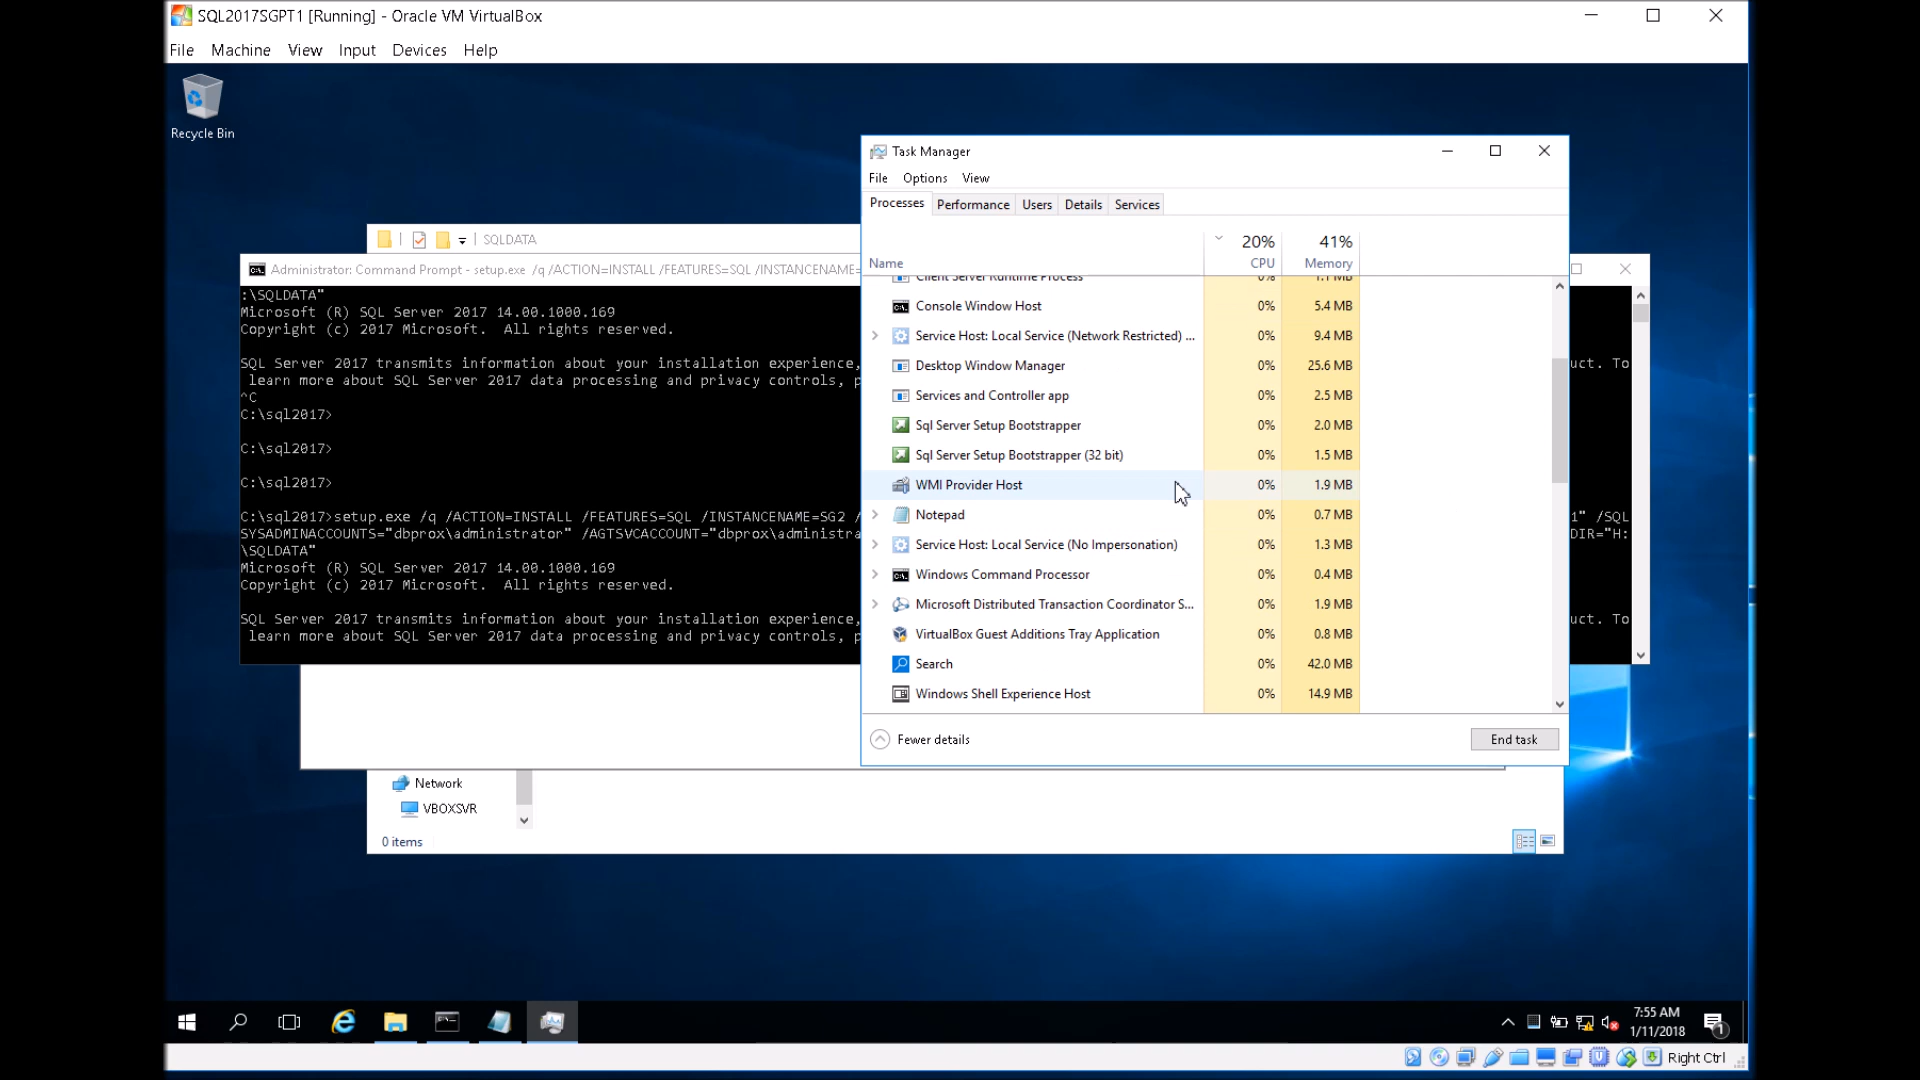 SQL2017SGPT1 [Running] - Oracle VM VirtualBox
File Machine View Input Devices Help
Recycle Bin
SQLDATA
Administrator: Command Prompt - setup.exe /q /ACTION=INSTALL /FEATURES=SQL /INSTANCENAME=
:\SQLDATA"
Microsoft (R) SQL Server 2017 14.00.1000.169
Copyright (c) 2017 Microsoft. All rights reserved.
SQL Server 2017 transmits information about your installation experience, uct. To
learn more about SQL Server 2017 data processing and privacy controls, p
^C
C:\sql2017>
C:\sql2017>
C:\sql2017>
C:\sql2017>setup.exe /q /ACTION=INSTALL /FEATURES=SQL /INSTANCENAME=SG2 / 1" /SQL
SYSADMINACCOUNTS="dbprox\administrator" /AGTSVCACCOUNT="dbprox\administra DIR="H:
\SQLDATA"
Microsoft (R) SQL Server 2017 14.00.1000.169
Copyright (c) 2017 Microsoft. All rights reserved.
SQL Server 2017 transmits information about your installation experience, uct. To
learn more about SQL Server 2017 data processing and privacy controls, p
Task Manager
File Options View
Processes Performance Users Details Services
20% 41%
Name CPU Memory
Client Server Runtime Process 0% 1.1 MB
Console Window Host 0% 5.4 MB
Service Host: Local Service (Network Restricted) ... 0% 9.4 MB
Desktop Window Manager 0% 25.6 MB
Services and Controller app 0% 2.5 MB
Sql Server Setup Bootstrapper 0% 2.0 MB
Sql Server Setup Bootstrapper (32 bit) 0% 1.5 MB
WMI Provider Host 0% 1.9 MB
Notepad 0% 0.7 MB
Service Host: Local Service (No Impersonation) 0% 1.3 MB
Windows Command Processor 0% 0.4 MB
Microsoft Distributed Transaction Coordinator S... 0% 1.9 MB
VirtualBox Guest Additions Tray Application 0% 0.8 MB
Search 0% 42.0 MB
Windows Shell Experience Host 0% 14.9 MB
Fewer details End task
Network
VBOXSVR
0 items
7:55 AM
1/11/2018
1
Right Ctrl